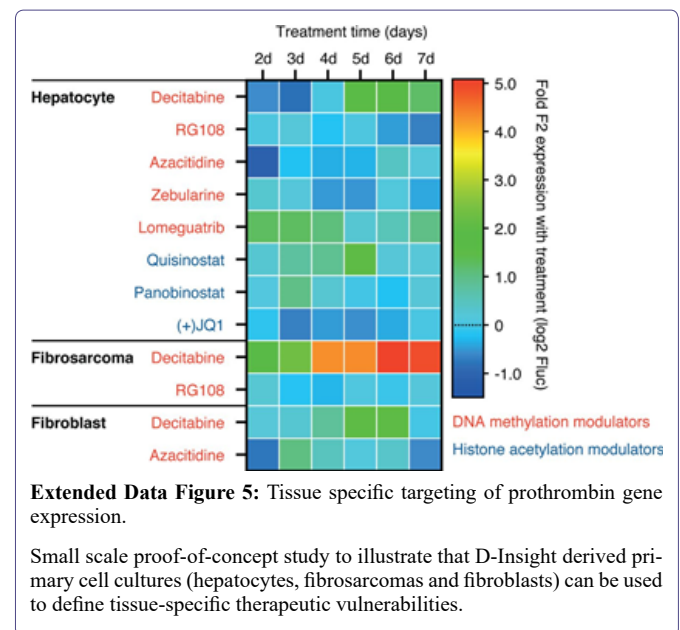 Treatment time (days)
2d 3d 4d 5d 6d 7d
Hepatocyte Decitabine
RG108
Azacitidine
Zebularine
Lomeguatrib
Quisinostat
Panobinostat
(+)JQ1
Fibrosarcoma Decitabine
RG108
Fibroblast Decitabine
Azacitidine
5.0
4.0
3.0
2.0
1.0
0
-1.0
Fold F2 expression with treatment (log2 Fluc)
DNA methylation modulators
Histone acetylation modulators
Extended Data Figure 5: Tissue specific targeting of prothrombin gene
expression.
Small scale proof-of-concept study to illustrate that D-Insight derived pri-
mary cell cultures (hepatocytes, fibrosarcomas and fibroblasts) can be used
to define tissue-specific therapeutic vulnerabilities.